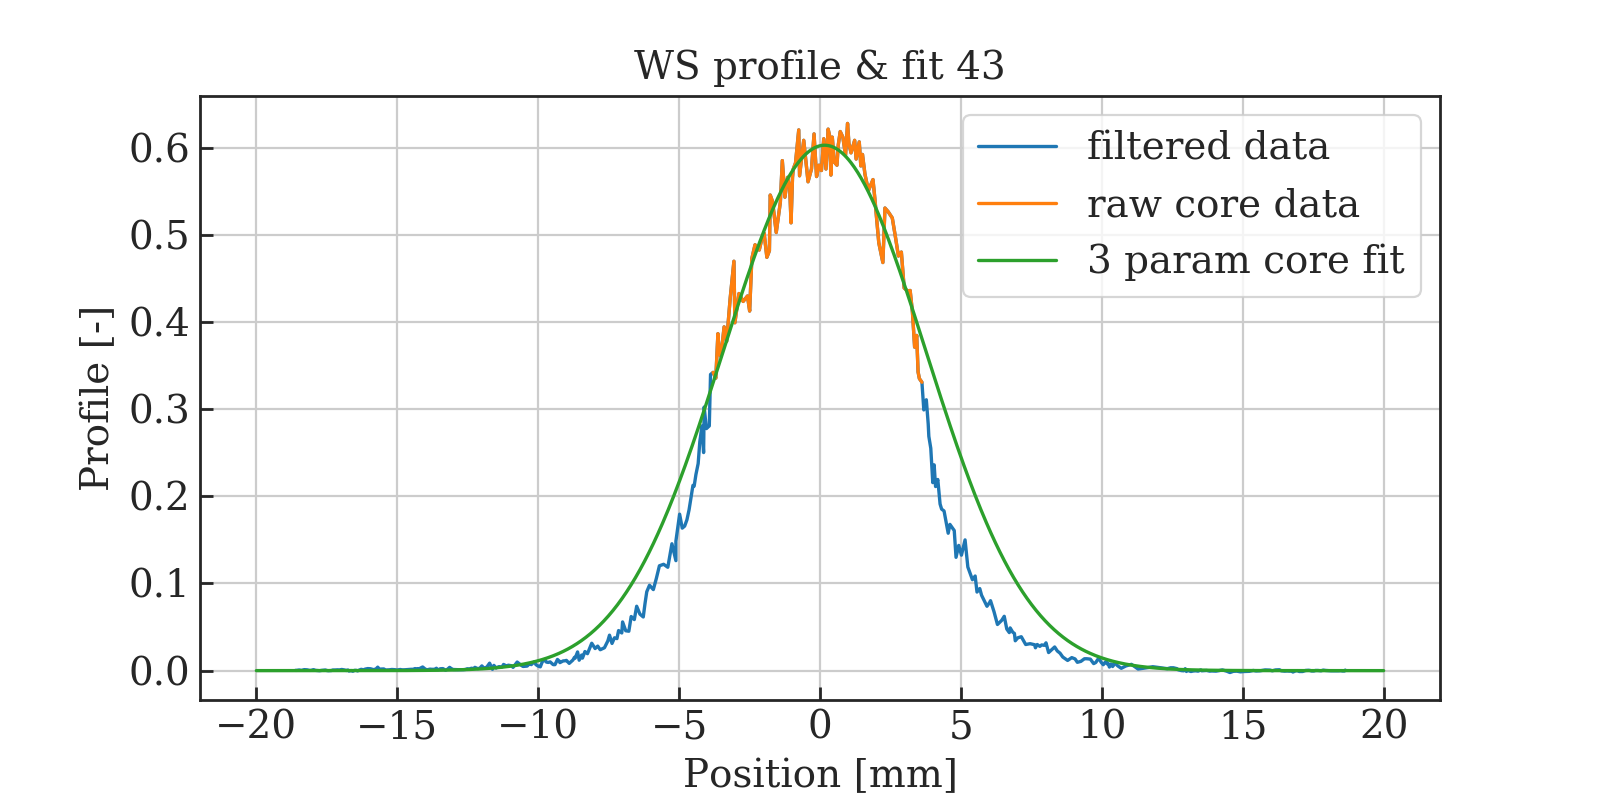 WS profile & fit 43
filtered data
raw core data
3 param core fit
Profile [-]
0.6
0.5
0.4
0.3
0.2
0.1
0.0
−20 −15 −10 −5 0 5 10 15 20
Position [mm]